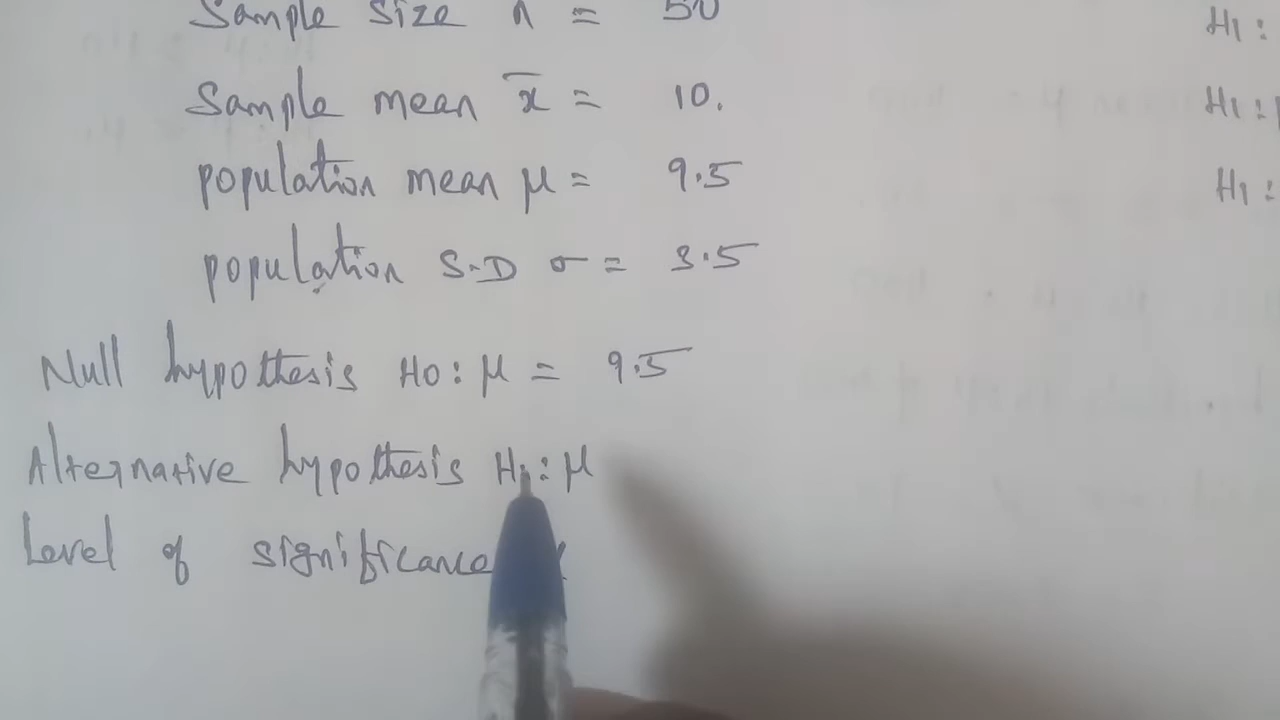 Sample size n = 50
H1:
Sample mean x̄ = 10.
H1:
population mean μ = 9.5
H1:
population S.D σ = 3.5
Null hypothesis H0: μ = 9.5
Alternative hypothesis H1: μ
Level of significance